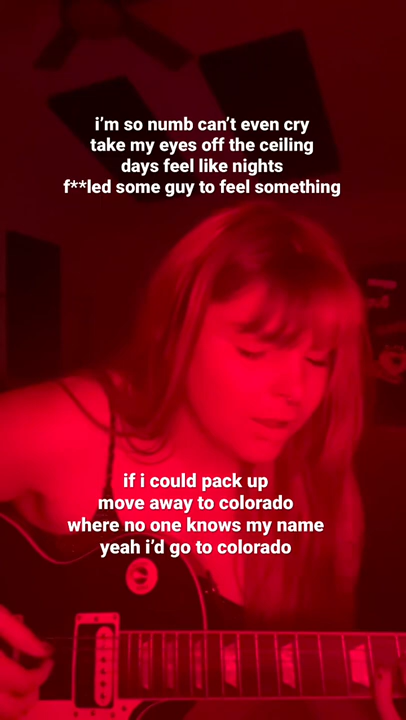 i'm so numb can't even cry
take my eyes off the ceiling
days feel like nights
f**led some guy to feel something
if i could pack up
move away to colorado
where no one knows my name
yeah i'd go to colorado